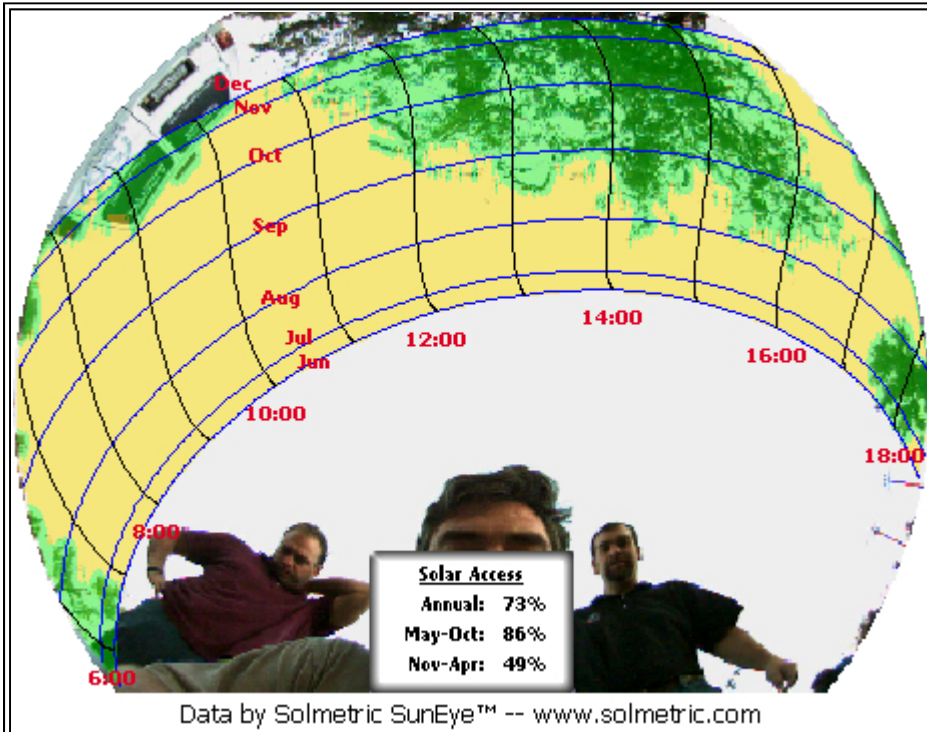 Dec
Nov
Oct
Sep
Aug
Jul
Jun
6:00
8:00
10:00
12:00
14:00
16:00
18:00
Solar Access
Annual: 73%
May-Oct: 86%
Nov-Apr: 49%
Data by Solmetric SunEye™ -- www.solmetric.com